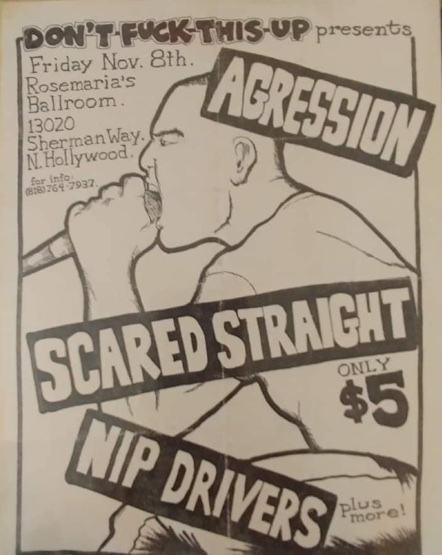 DON'T-FUCK-THIS-UP presents
Friday Nov. 8th.
Rosemaria's
Ballroom.
13020
Sherman Way.
N. Hollywood.
for info:
(818) 764-7937.
AGRESSION
SCARED STRAIGHT
ONLY
$5
NIP DRIVERS
plus
more!